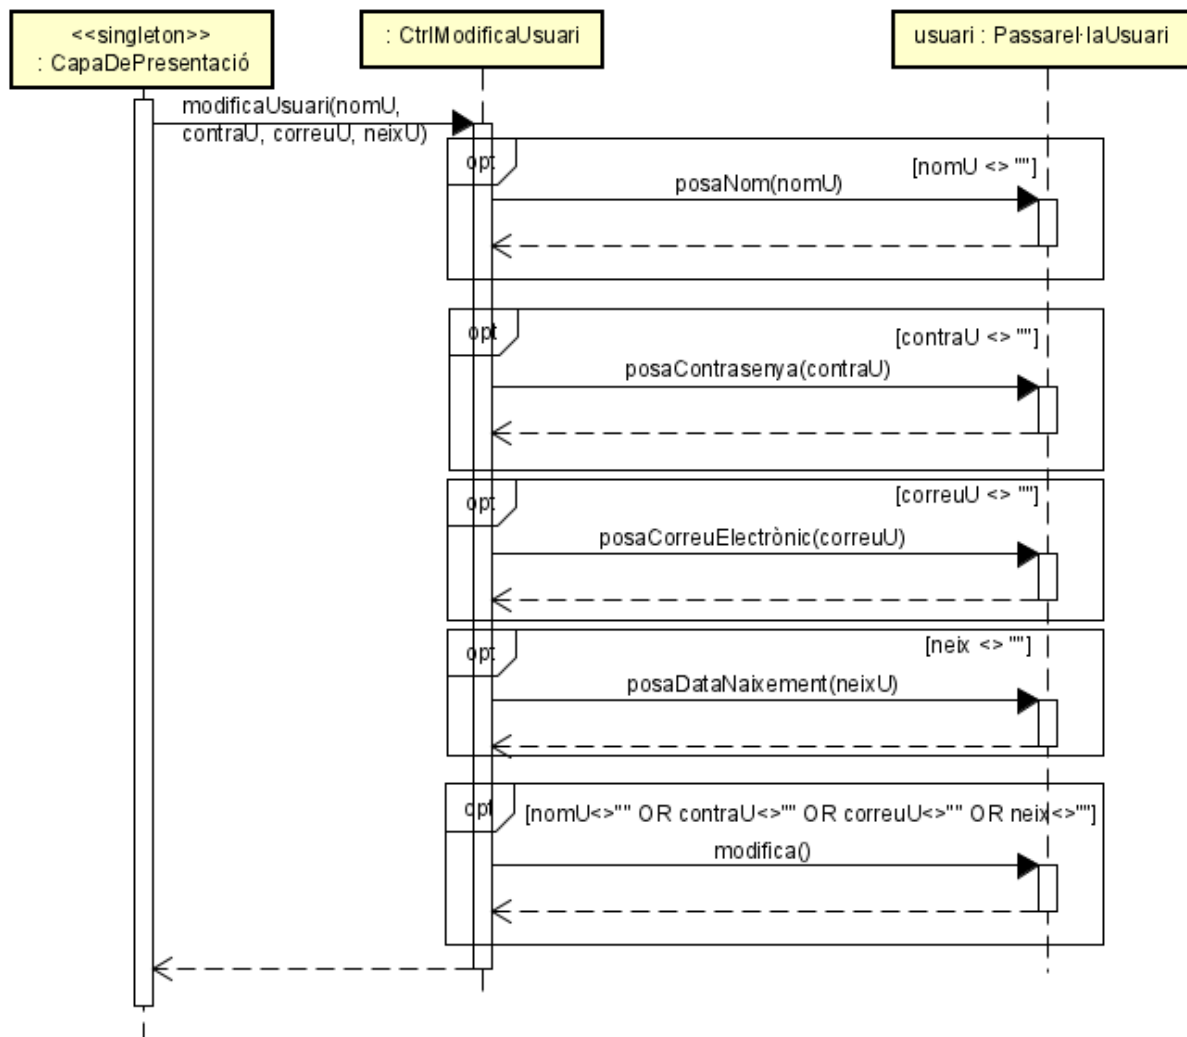 <<singleton>>
: CapaDePresentació
: CtrlModificaUsuari
usuari : Passarel·laUsuari
modificaUsuari(nomU,
contraU, correuU, neixU)
opt
[nomU <> ""]
posaNom(nomU)
opt
[contraU <> ""]
posaContrasenya(contraU)
opt
[correuU <> ""]
posaCorreuElectrònic(correuU)
opt
[neix <> ""]
posaDataNaixement(neixU)
opt
[nomU<>"" OR contraU<>"" OR correuU<>"" OR neix<>""]
modifica()